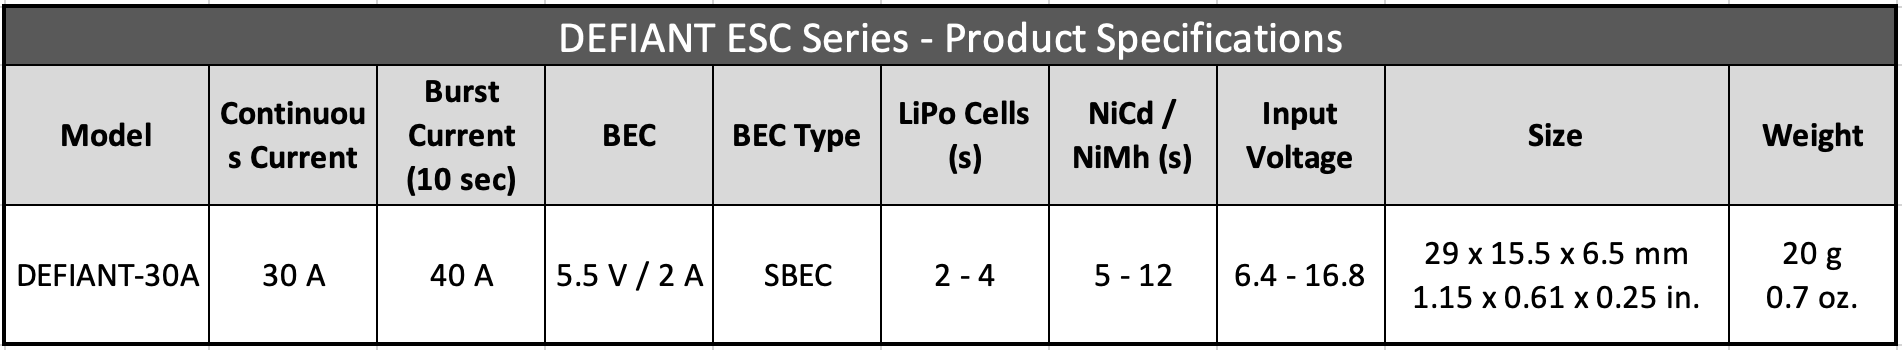 DEFIANT ESC Series - Product Specifications
Model
Continuou
s Current
Burst
Current
(10 sec)
BEC
BEC Type
LiPo Cells
(s)
NiCd /
NiMh (s)
Input
Voltage
Size
Weight
DEFIANT-30A
30 A
40 A
5.5 V / 2 A
SBEC
2 - 4
5 - 12
6.4 - 16.8
29 x 15.5 x 6.5 mm
1.15 x 0.61 x 0.25 in.
20 g
0.7 oz.